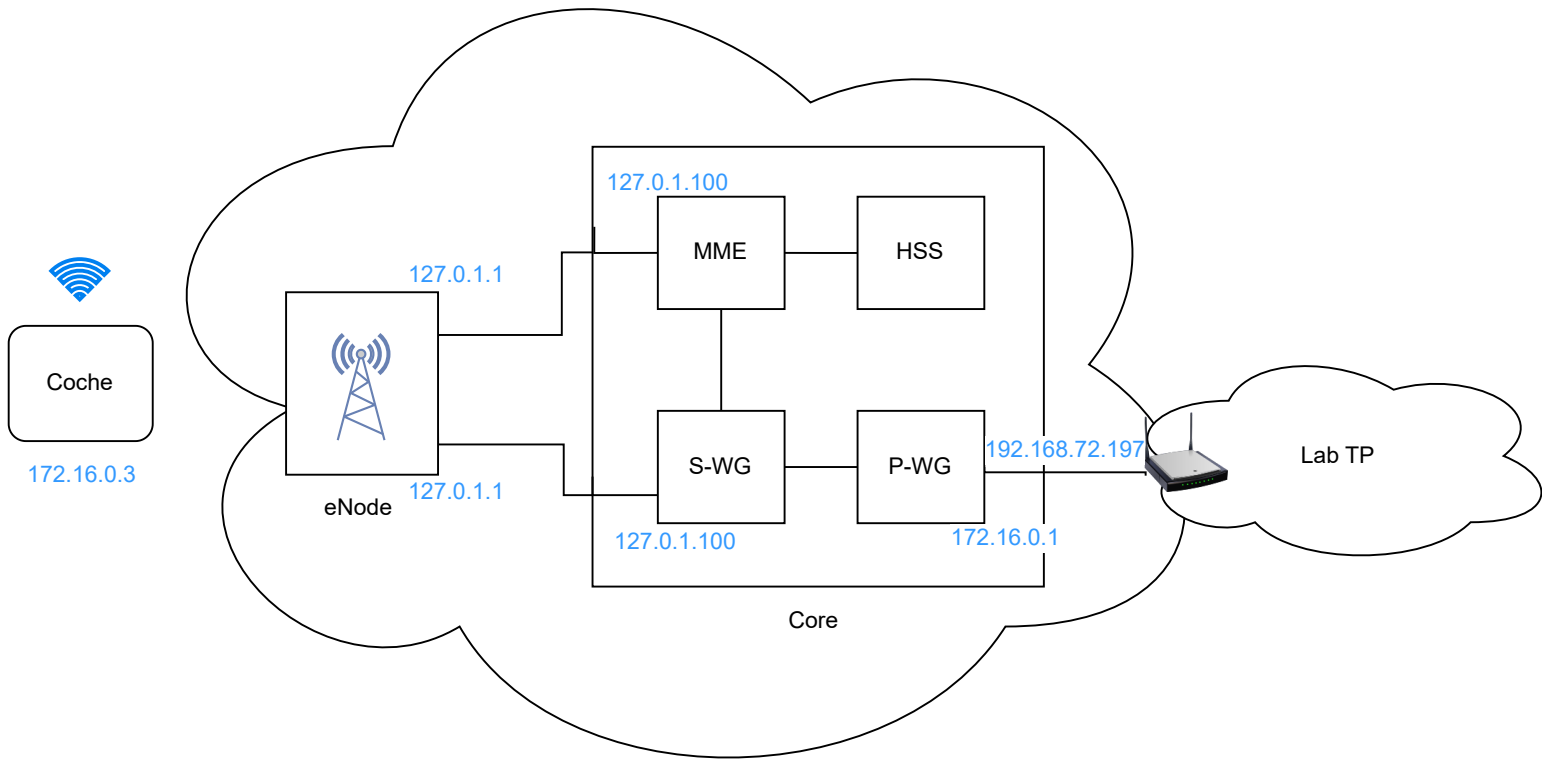 127.0.1.100
MME
HSS
127.0.1.1
Coche
172.16.0.3
eNode
127.0.1.1
S-WG
P-WG
192.168.72.197
Lab TP
127.0.1.100
172.16.0.1
Core